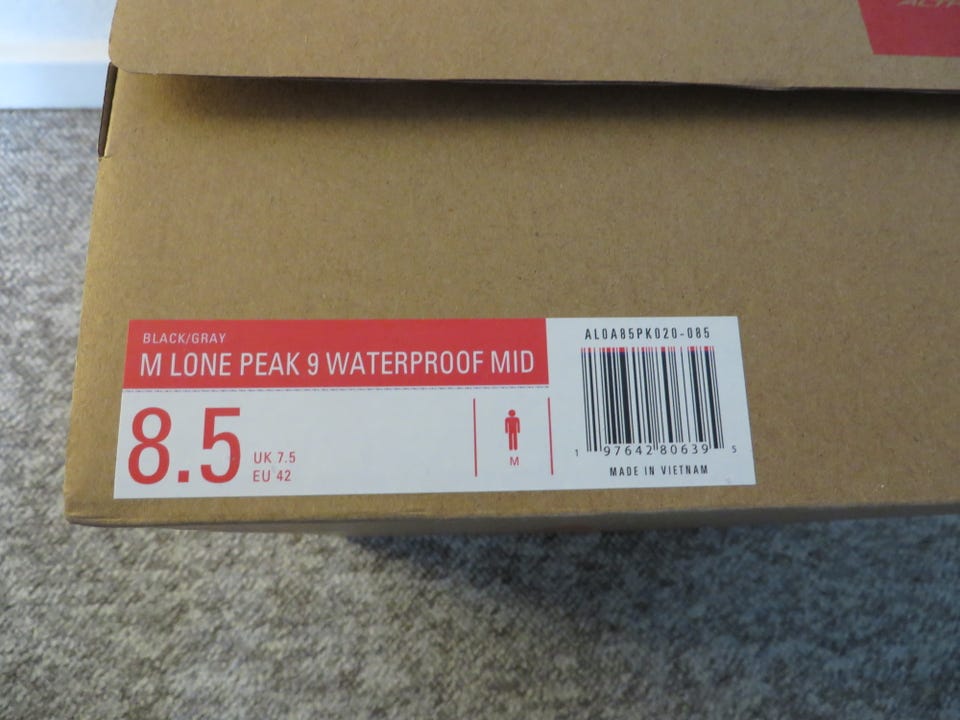 BLACK/GRAY
M LONE PEAK 9 WATERPROOF MID
8.5
UK 7.5
EU 42
M
AL0A85PK020-085
1 97642 80639 5
MADE IN VIETNAM